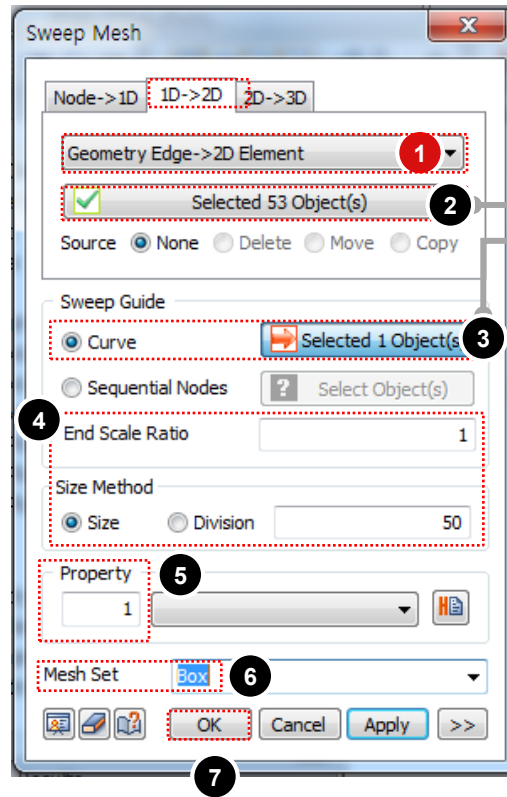 Sweep Mesh
Node->1D 1D->2D 2D->3D
Geometry Edge->2D Element 1
Selected 53 Object(s) 2
Source None Delete Move Copy
Sweep Guide
Curve Selected 1 Object(s 3
Sequential Nodes ? Select Object(s)
4
End Scale Ratio 1
Size Method
Size Division 50
Property 5
1
Mesh Set Box 6
OK Cancel Apply >>
7